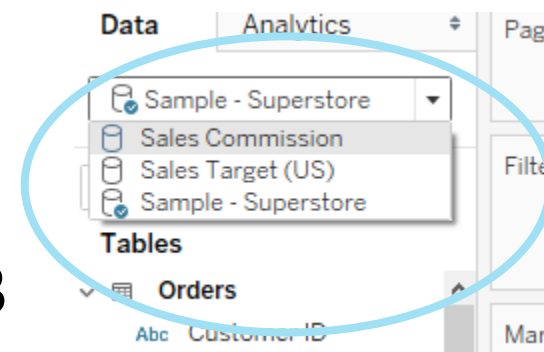 Data Analytics Pag
Sample - Superstore
Sales Commission
Sales Target (US) Filte
Sample - Superstore
Tables
Orders
Abc Customer ID Mar